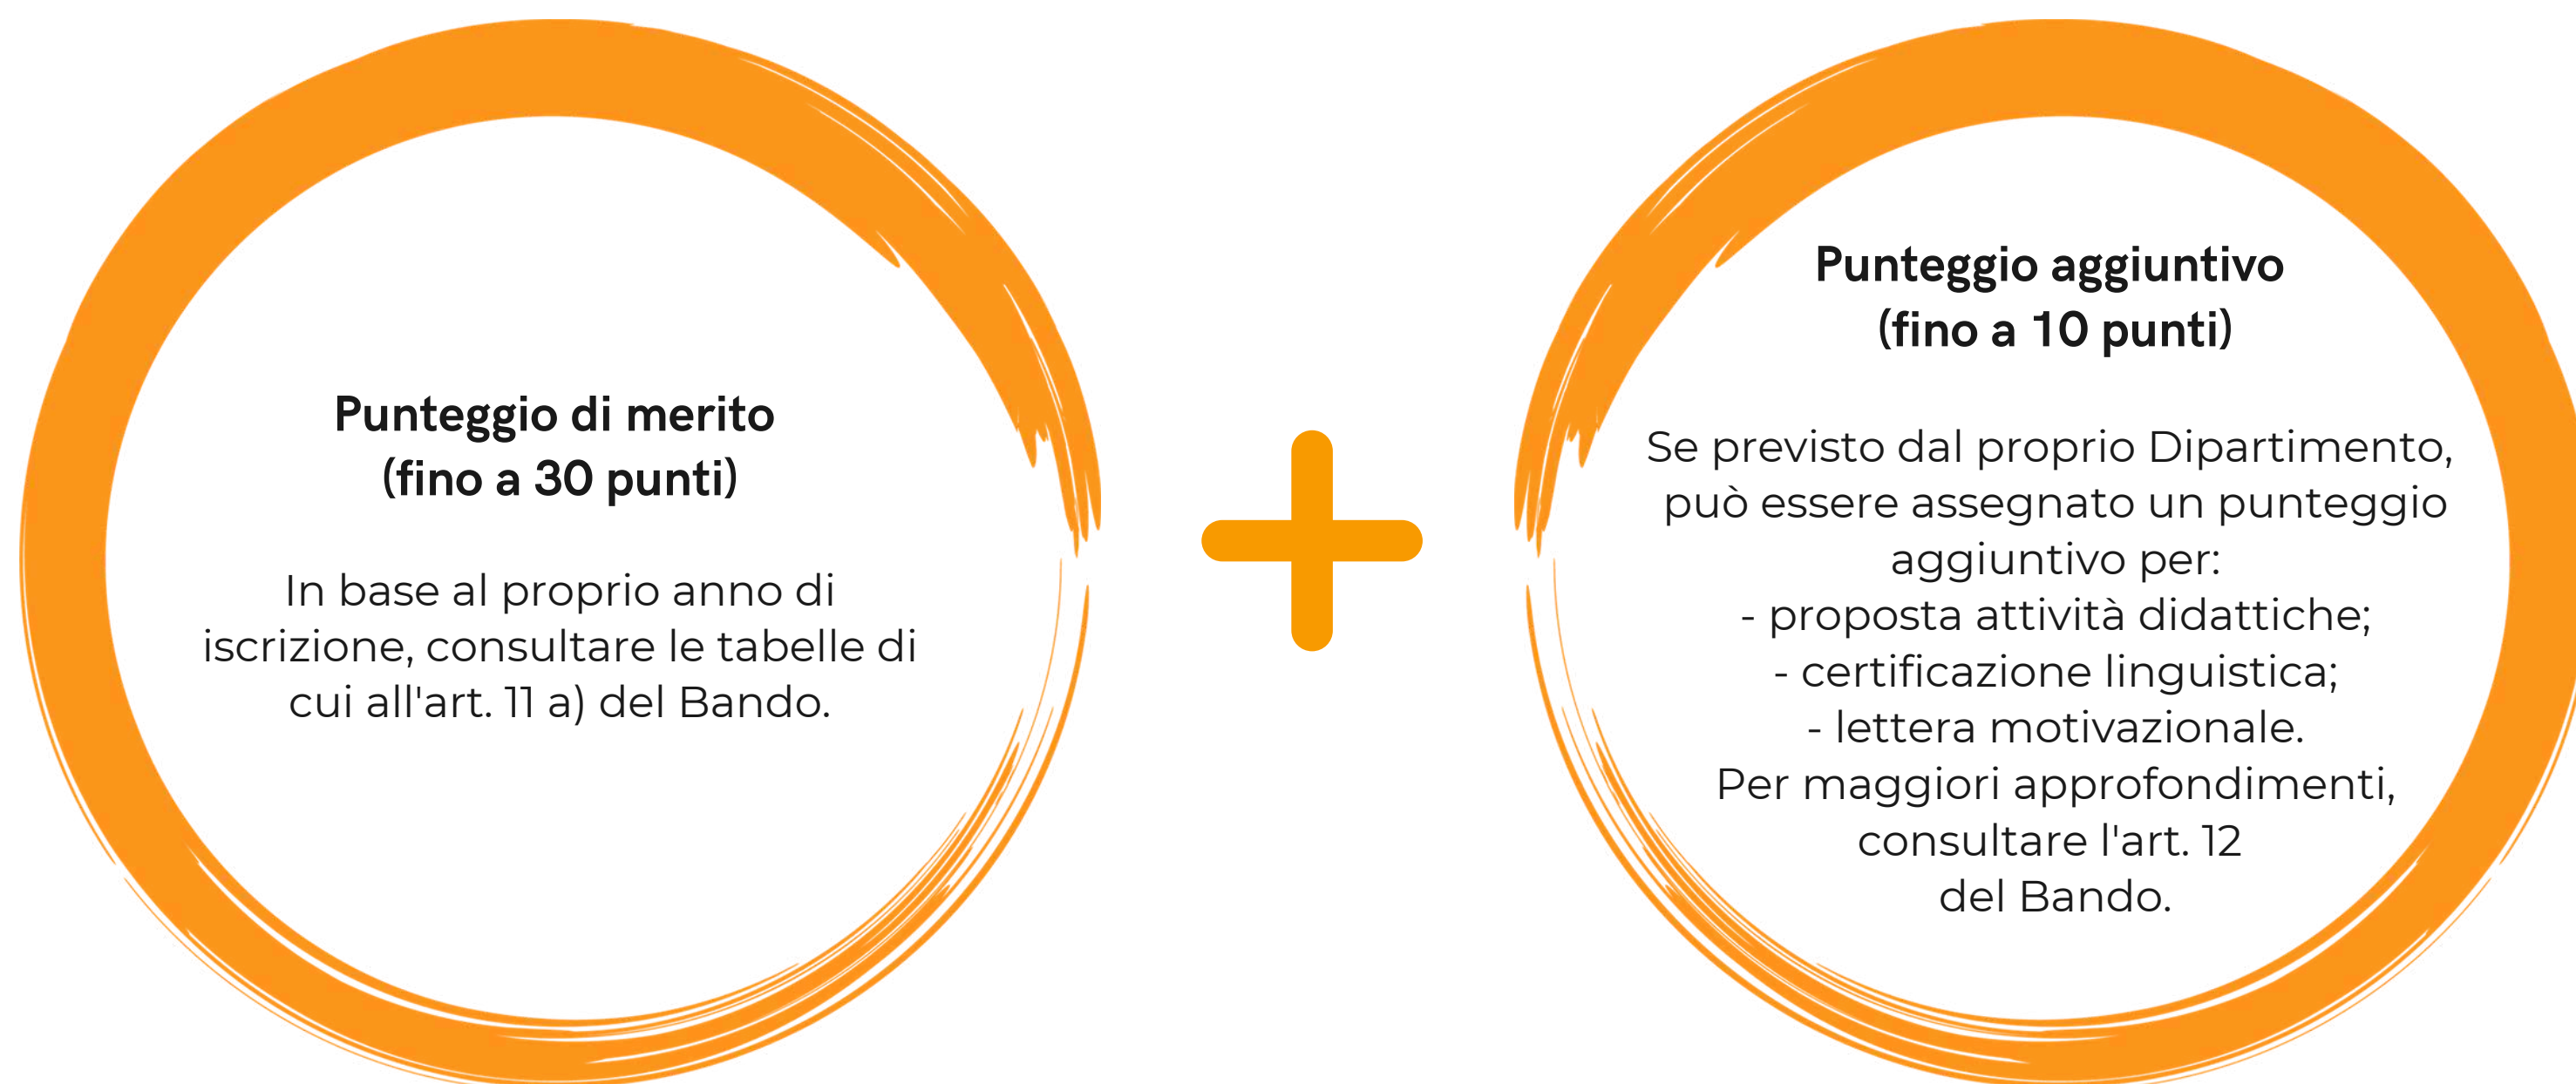 Punteggio di merito
(fino a 30 punti)
In base al proprio anno di
iscrizione, consultare le tabelle di
cui all'art. 11 a) del Bando.
Punteggio aggiuntivo
(fino a 10 punti)
Se previsto dal proprio Dipartimento,
può essere assegnato un punteggio
aggiuntivo per:
- proposta attività didattiche;
- certificazione linguistica;
- lettera motivazionale.
Per maggiori approfondimenti,
consultare l'art. 12
del Bando.